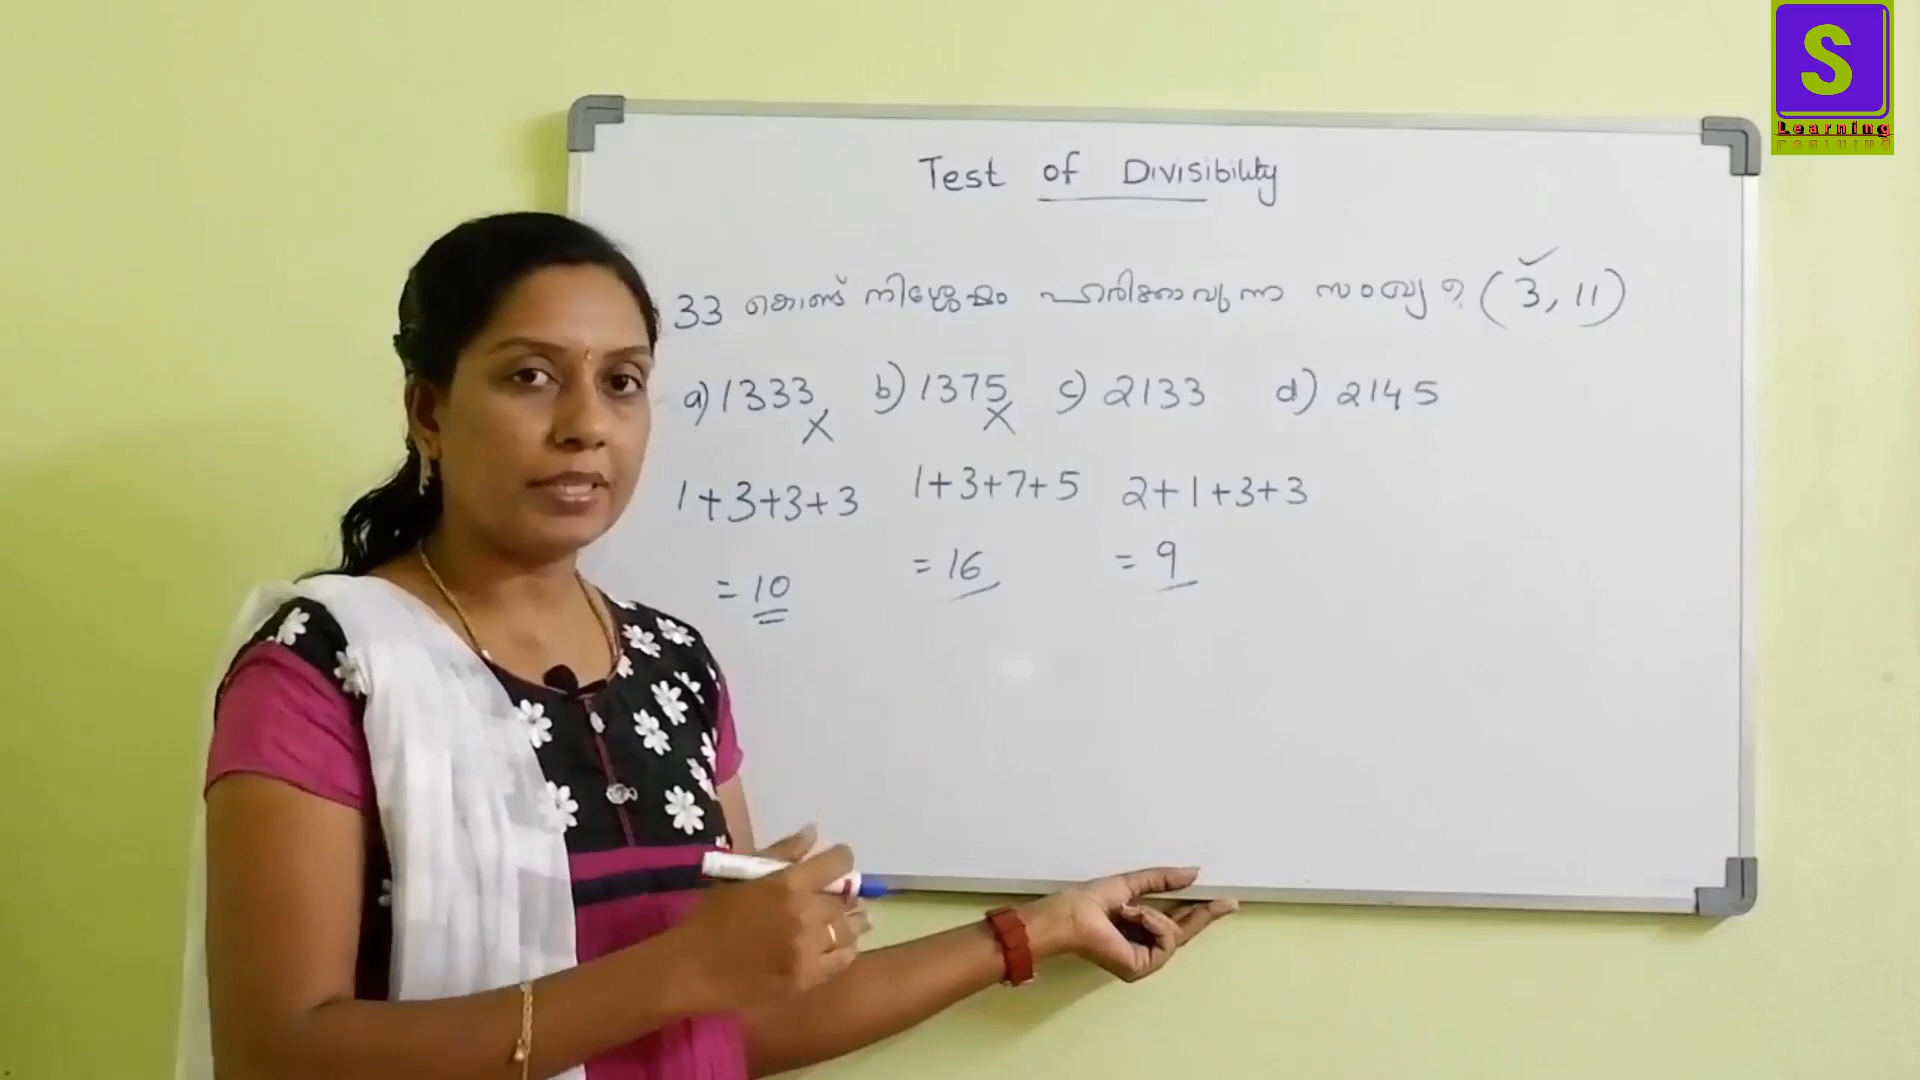 S
Learning
Test of Divisibility
33 കൊണ്ട് നിശ്ശേഷം ഹരിക്കാവുന്ന സംഖ്യ ? (3, 11)
a) 1333 b) 1375 c) 2133 d) 2145
X X
1+3+3+3 1+3+7+5 2+1+3+3
= 10 = 16 = 9